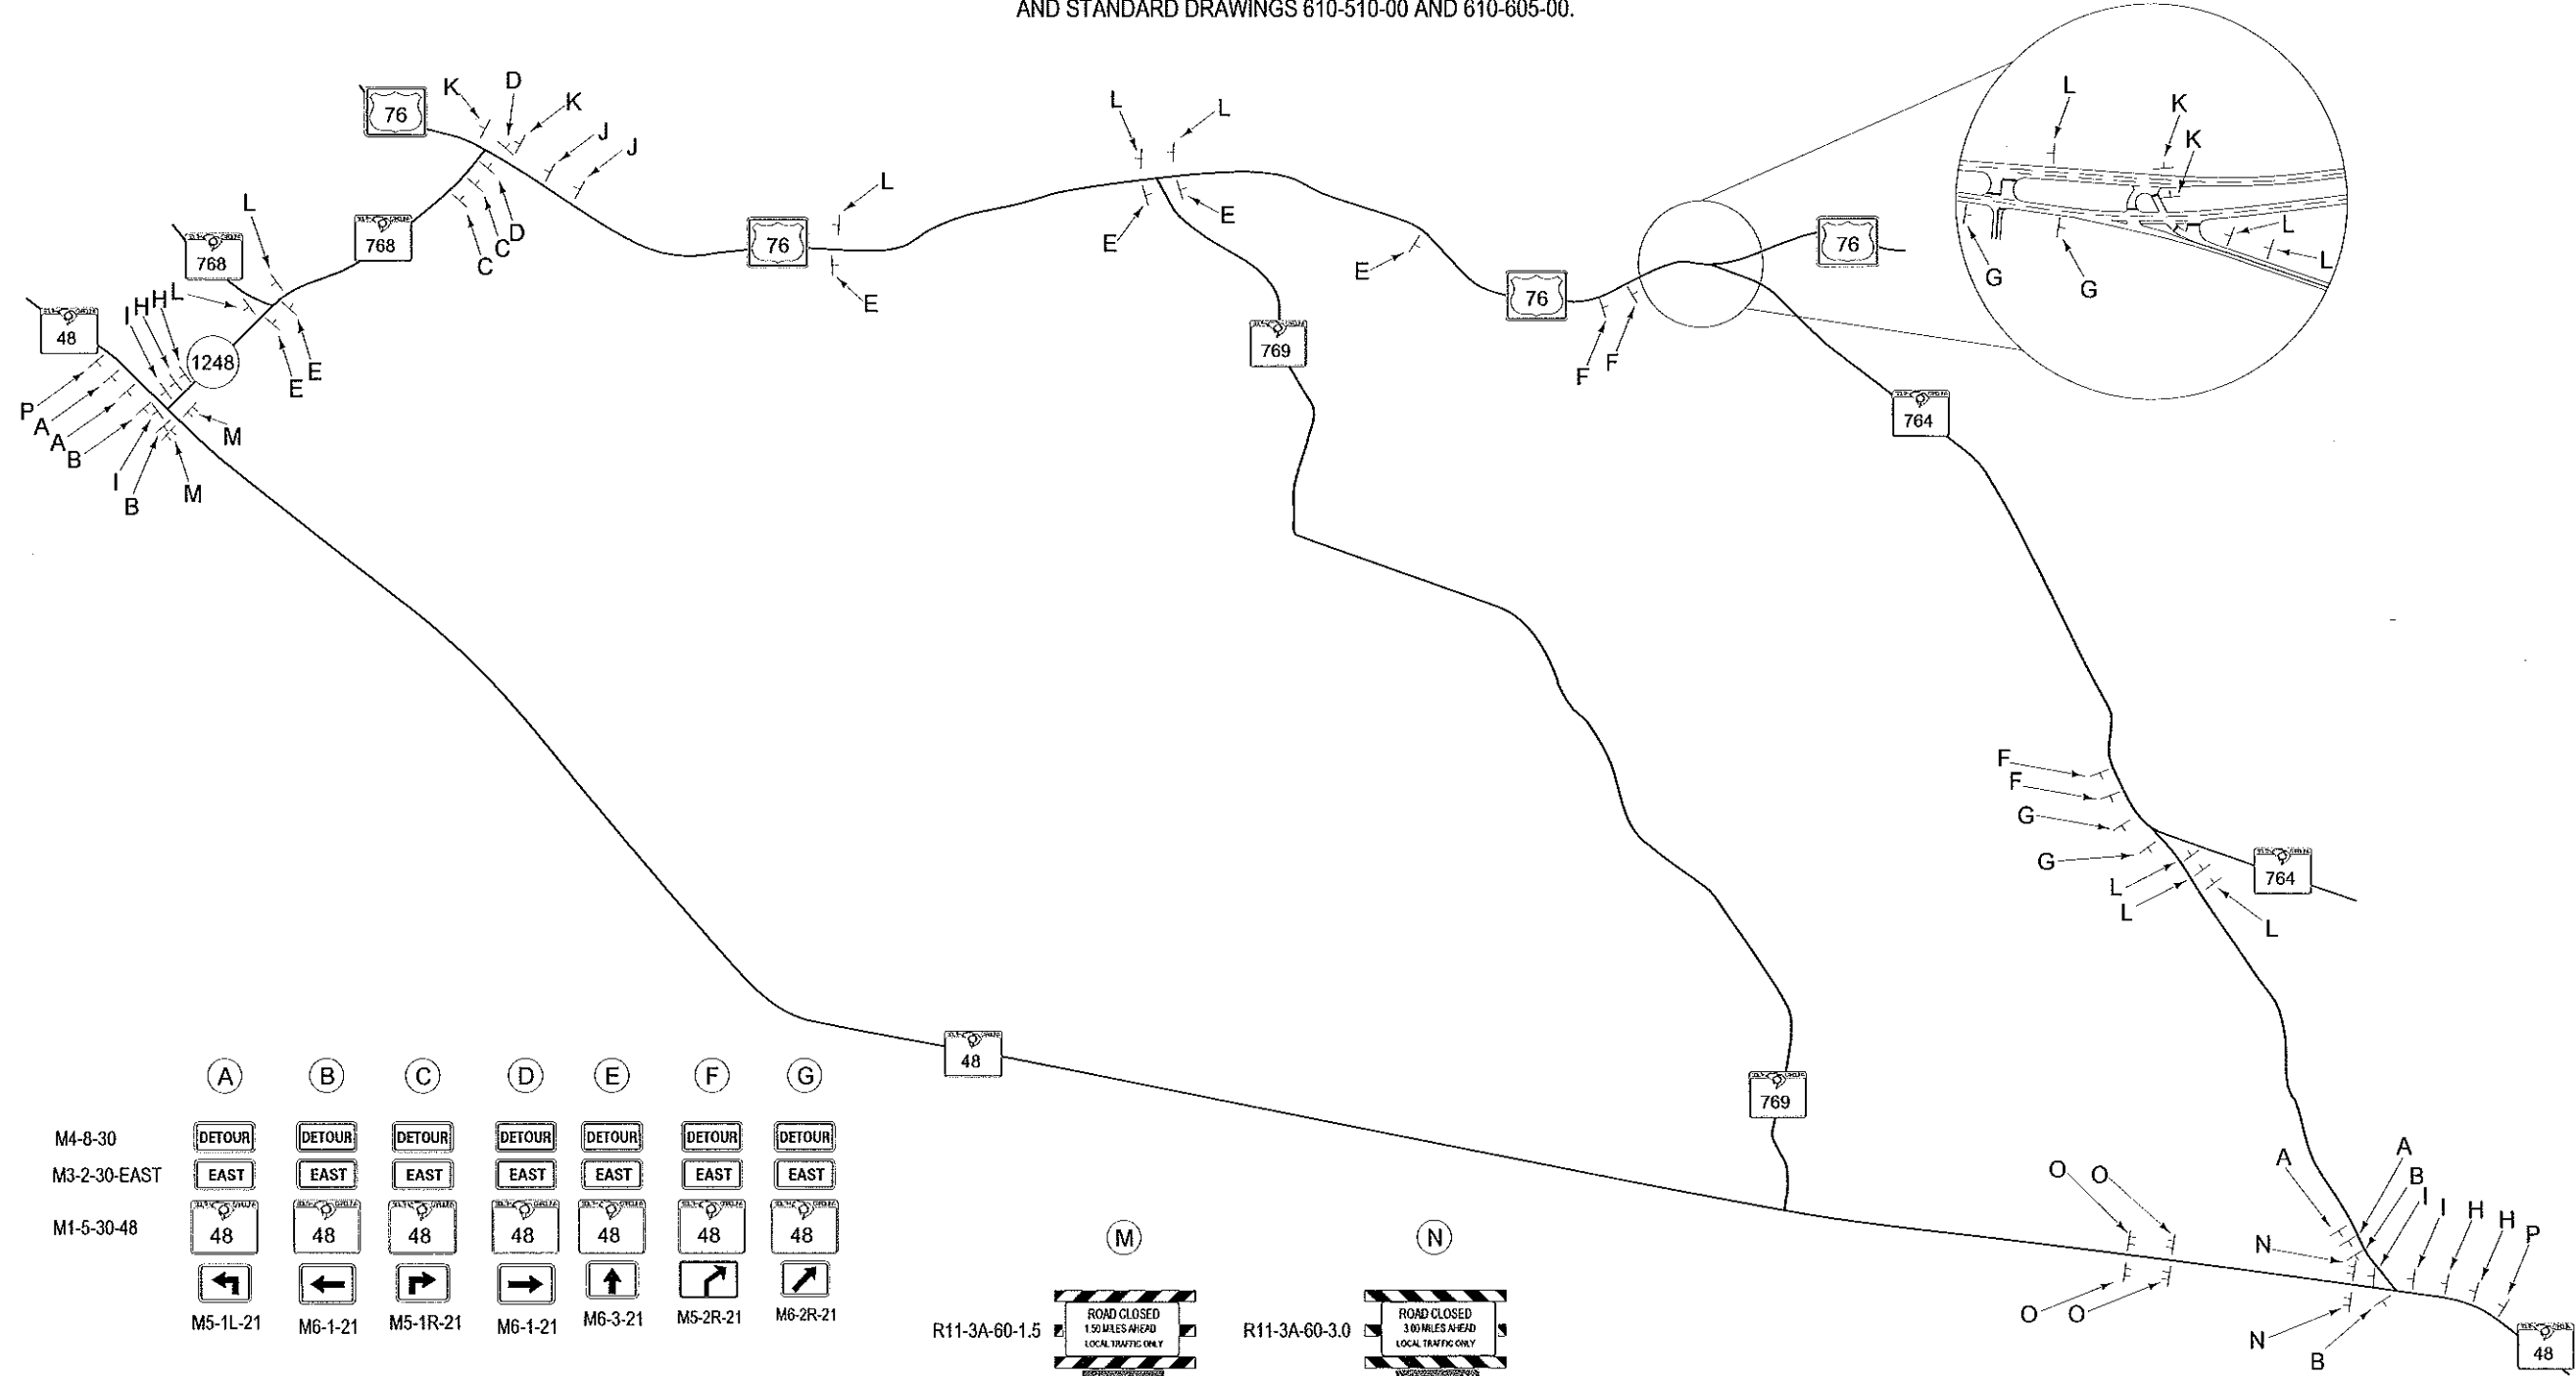 AND STANDARD DRAWINGS 610-510-00 AND 610-605-00.
K D K
76
J
J
L L
L
K
K
L
L
G
G
768
768
C
C
D
L
L
H
H
I
48
1248
E
E
P
A
A
B
I
B
M
M
76
L
E
E
E
E
76
F
F
76
769
764
F
F
G
G
L
L
L
764
48
769
O O
O O
N
N
A
A
B
I
I
H
H
P
B
48
A B C D E F G
M4-8-30 DETOUR DETOUR DETOUR DETOUR DETOUR DETOUR DETOUR
M3-2-30-EAST EAST EAST EAST EAST EAST EAST EAST
M1-5-30-48 48 48 48 48 48 48 48
M5-1L-21 M6-1-21 M5-1R-21 M6-1-21 M6-3-21 M5-2R-21 M6-2R-21
M N
R11-3A-60-1.5
ROAD CLOSED
1.50 MILES AHEAD
LOCAL TRAFFIC ONLY
R11-3A-60-3.0
ROAD CLOSED
3.00 MILES AHEAD
LOCAL TRAFFIC ONLY